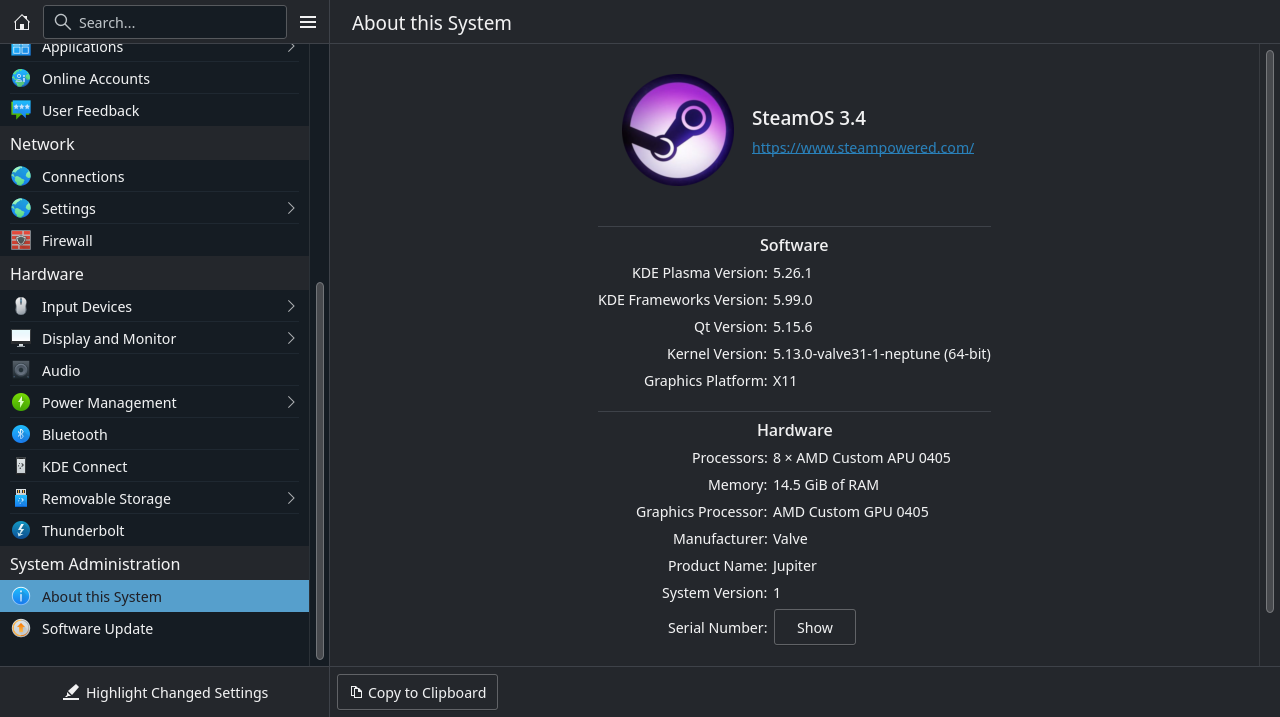 Search...
About this System
Applications
Online Accounts
User Feedback
Network
Connections
Settings
Firewall
Hardware
Input Devices
Display and Monitor
Audio
Power Management
Bluetooth
KDE Connect
Removable Storage
Thunderbolt
System Administration
About this System
Software Update
Highlight Changed Settings
SteamOS 3.4
https://www.steampowered.com/
Software
KDE Plasma Version: 5.26.1
KDE Frameworks Version: 5.99.0
Qt Version: 5.15.6
Kernel Version: 5.13.0-valve31-1-neptune (64-bit)
Graphics Platform: X11
Hardware
Processors: 8 × AMD Custom APU 0405
Memory: 14.5 GiB of RAM
Graphics Processor: AMD Custom GPU 0405
Manufacturer: Valve
Product Name: Jupiter
System Version: 1
Serial Number: Show
Copy to Clipboard